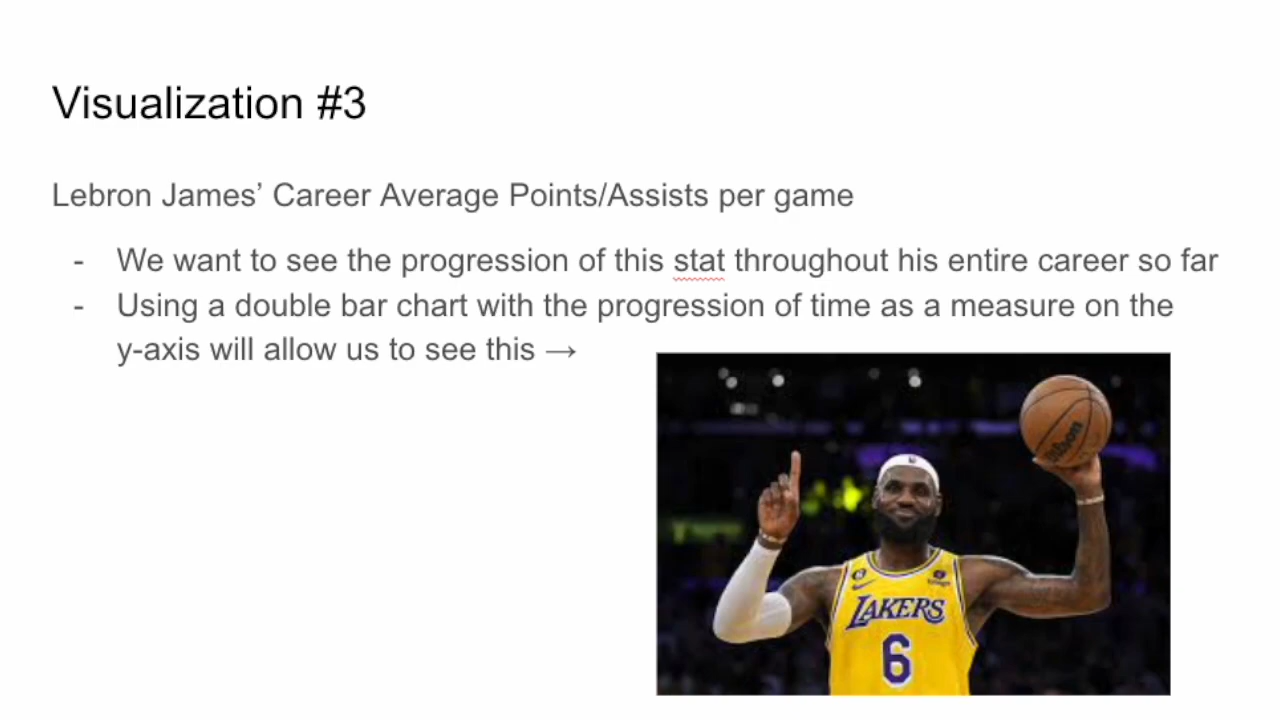 Visualization #3
Lebron James’ Career Average Points/Assists per game
- We want to see the progression of this stat throughout his entire career so far
- Using a double bar chart with the progression of time as a measure on the
y-axis will allow us to see this →
Wilson
LAKERS
6